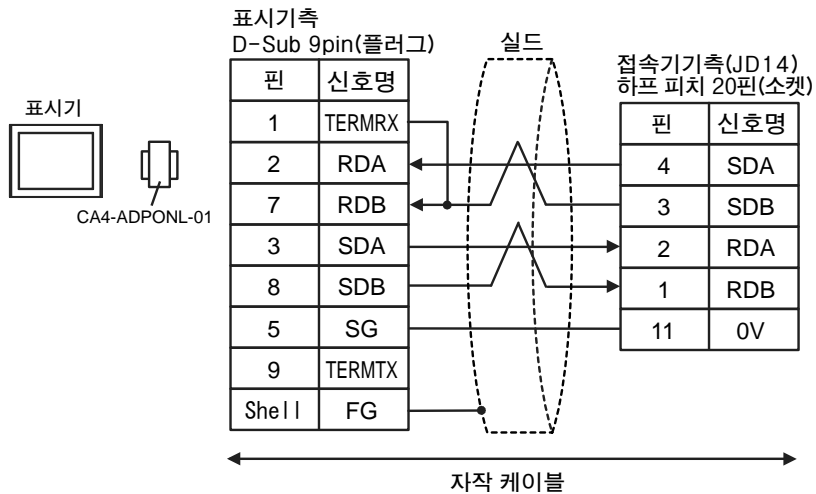 표시기측
D-Sub 9pin(플러그)
실드
접속기기측(JD14)
하프 피치 20핀(소켓)
표시기
CA4-ADPONL-01
핀 신호명
1 TERMRX
2 RDA
7 RDB
3 SDA
8 SDB
5 SG
9 TERMTX
Shell FG
핀 신호명
4 SDA
3 SDB
2 RDA
1 RDB
11 0V
자작 케이블